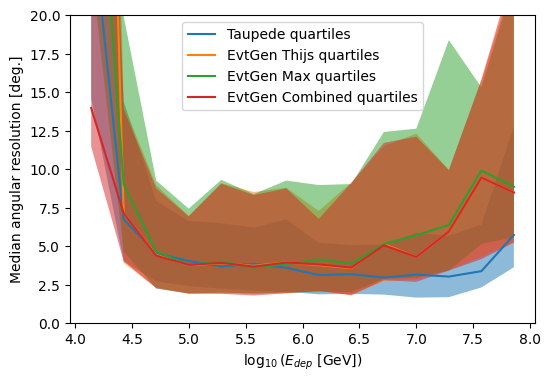 Taupede quartiles
EvtGen Thijs quartiles
EvtGen Max quartiles
EvtGen Combined quartiles
Median angular resolution [deg.]
20.0
17.5
15.0
12.5
10.0
7.5
5.0
2.5
0.0
4.0 4.5 5.0 5.5 6.0 6.5 7.0 7.5 8.0
log₁₀(E_dep [GeV])